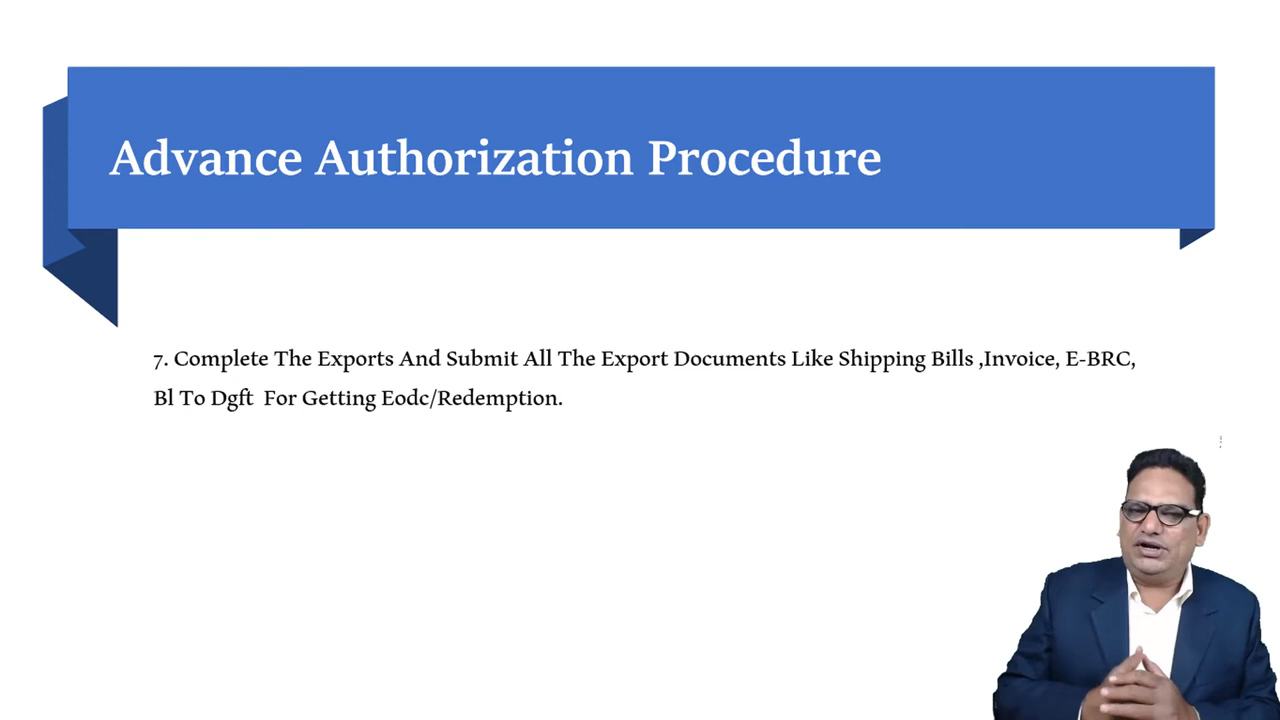 Advance Authorization Procedure
7. Complete The Exports And Submit All The Export Documents Like Shipping Bills ,Invoice, E-BRC,
Bl To Dgft  For Getting Eodc/Redemption.